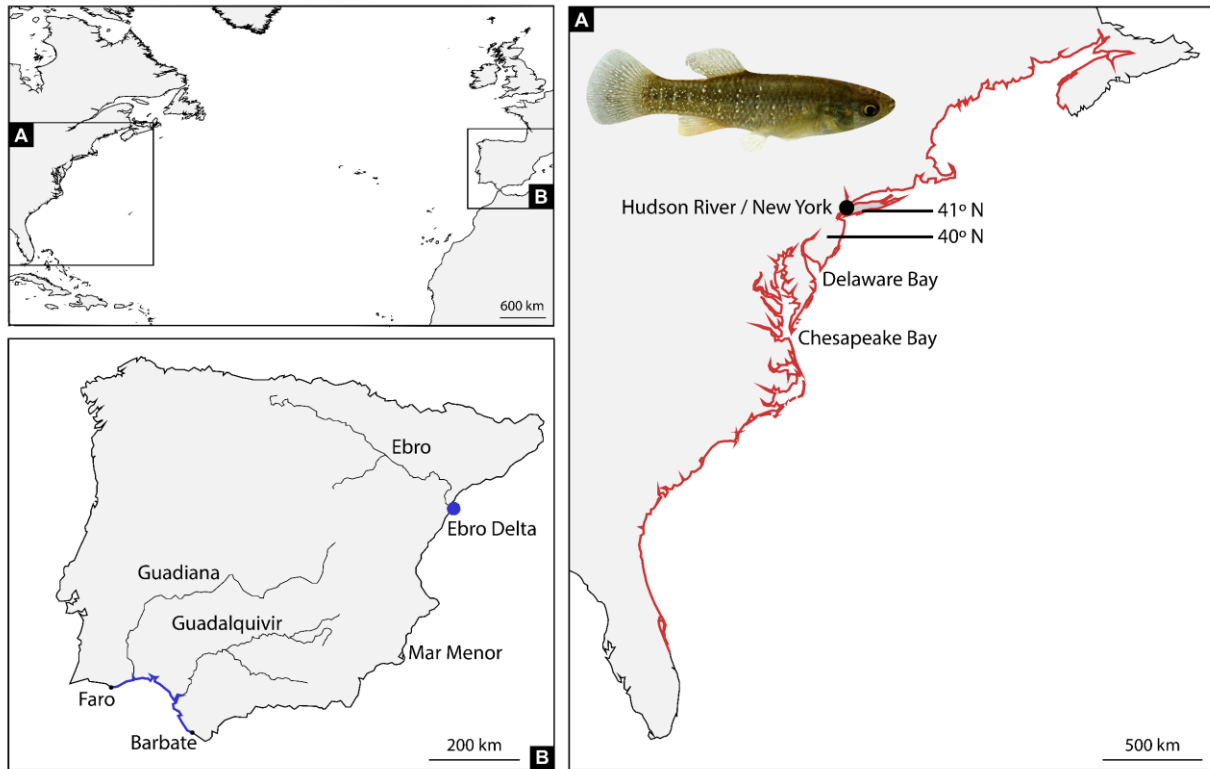 A
B
600 km
Ebro
Ebro Delta
Guadiana
Guadalquivir
Mar Menor
Faro
Barbate
200 km
B
A
Hudson River / New York
41º N
40º N
Delaware Bay
Chesapeake Bay
500 km